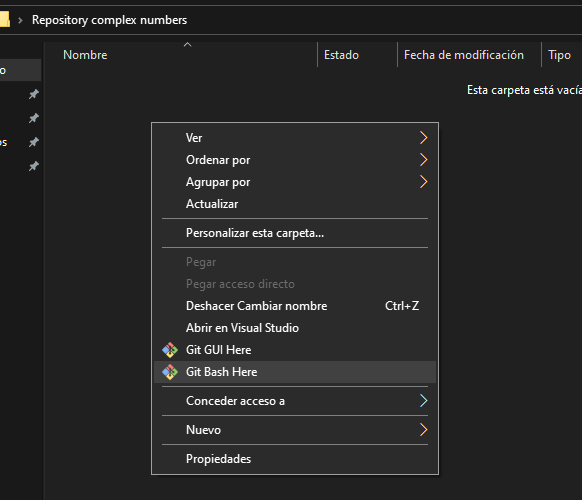 Repository complex numbers
Nombre Estado Fecha de modificación Tipo
Esta carpeta está vacía
Ver
Ordenar por
Agrupar por
Actualizar
Personalizar esta carpeta...
Pegar
Pegar acceso directo
Deshacer Cambiar nombre Ctrl+Z
Abrir en Visual Studio
Git GUI Here
Git Bash Here
Conceder acceso a
Nuevo
Propiedades